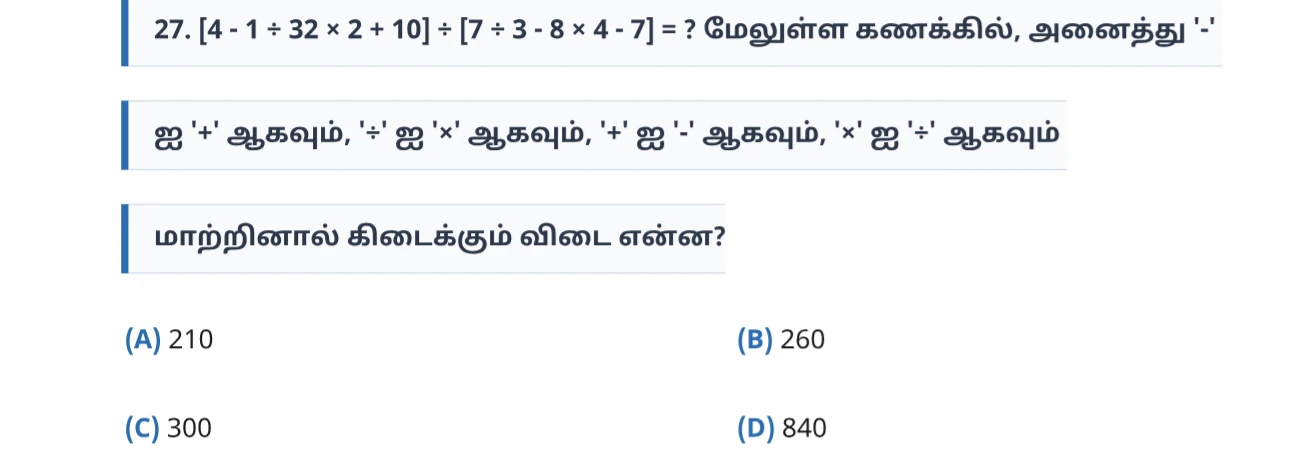 27. [4 - 1 ÷ 32 × 2 + 10] ÷ [7 ÷ 3 - 8 × 4 - 7] = ? மேலுள்ள கணக்கில், அனைத்து '-'
ஐ '+' ஆகவும், '÷' ஐ '×' ஆகவும், '+' ஐ '-' ஆகவும், '×' ஐ '÷' ஆகவும்
மாற்றினால் கிடைக்கும் விடை என்ன?
(A) 210 (B) 260
(C) 300 (D) 840